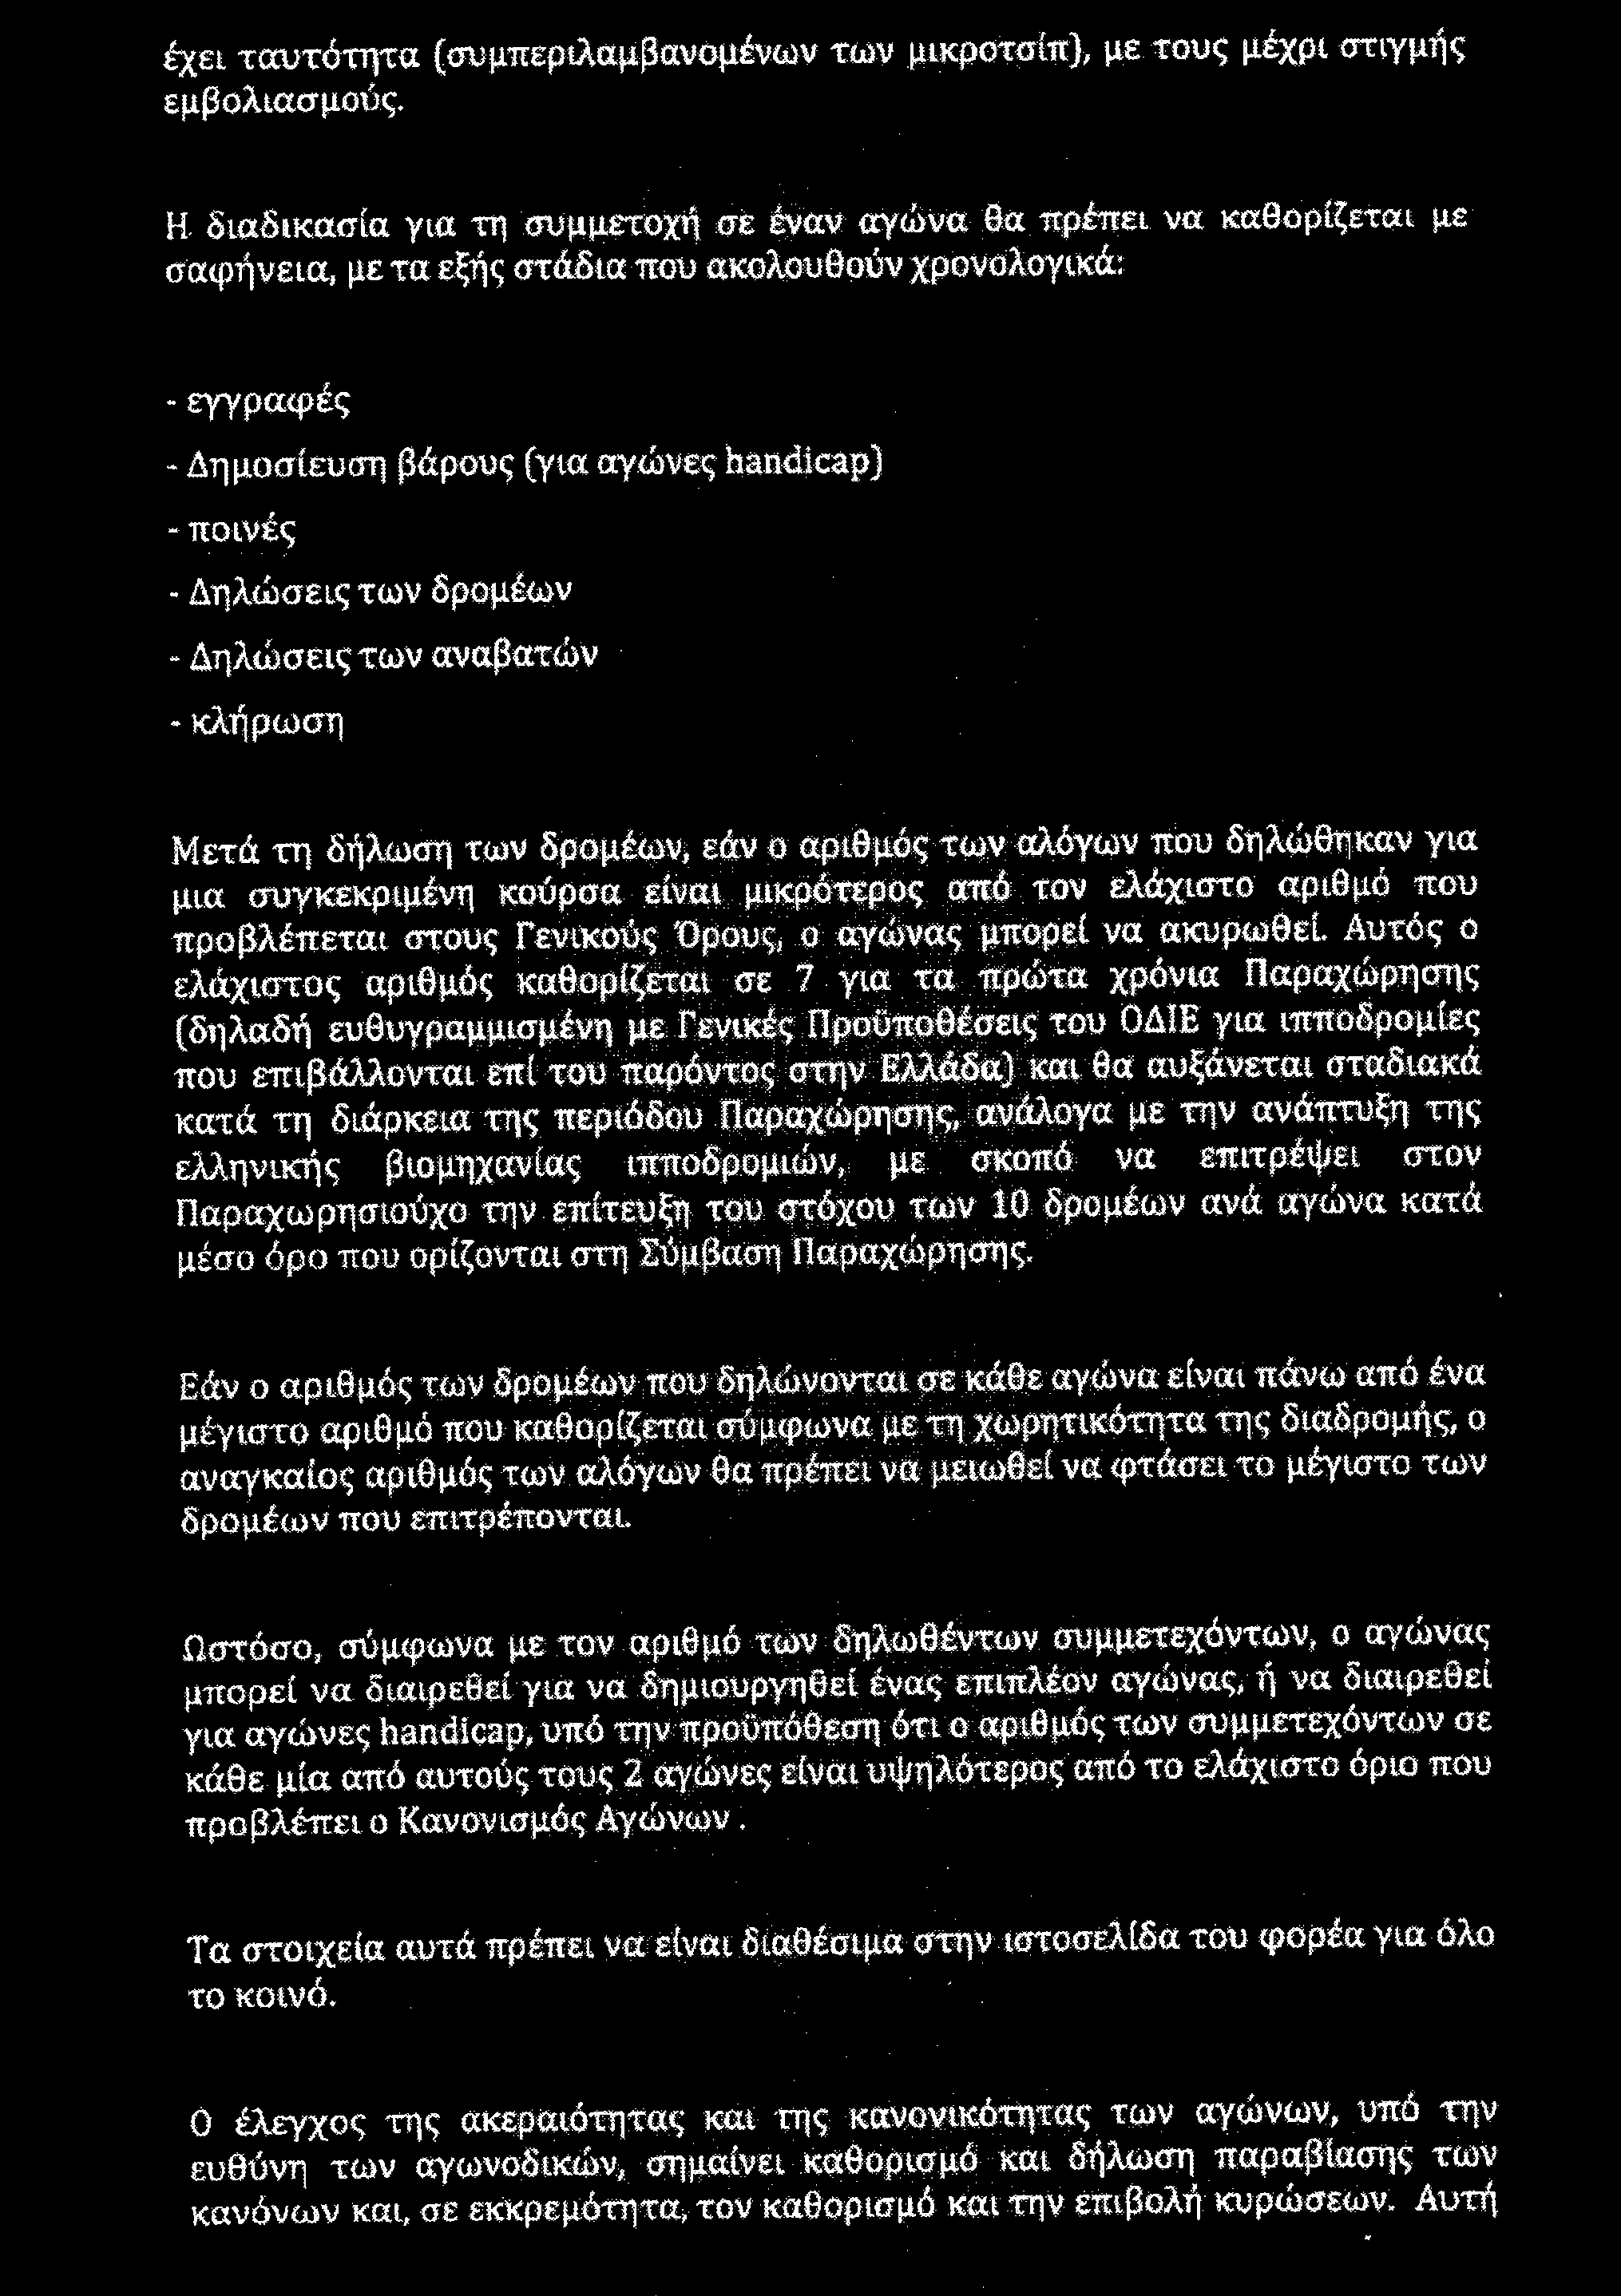 έχει ταυτότητα (συμπεριλαμβανομένων των μικροτσίπ), με τους μέχρι στιγμής
εμβολιασμούς.
Η διαδικασία για τη συμμετοχή σε έναν αγώνα θα πρέπει να καθορίζεται με
σαφήνεια, με τα εξής στάδια που ακολουθούν χρονολογικά:
- εγγραφές
- Δημοσίευση βάρους (για αγώνες handicap)
- ποινές
- Δηλώσεις των δρομέων
- Δηλώσεις των αναβατών
- κλήρωση
Μετά τη δήλωση των δρομέων, εάν ο αριθμός των αλόγων που δηλώθηκαν για
μια συγκεκριμένη κούρσα είναι μικρότερος από τον ελάχιστο αριθμό που
προβλέπεται στους Γενικούς Όρους, ο αγώνας μπορεί να ακυρωθεί. Αυτός ο
ελάχιστος αριθμός καθορίζεται σε 7 για τα πρώτα χρόνια Παραχώρησης
(δηλαδή ευθυγραμμισμένη με Γενικές Προϋποθέσεις του ΟΔΙΕ για ιπποδρομίες
που επιβάλλονται επί του παρόντος στην Ελλάδα) και θα αυξάνεται σταδιακά
κατά τη διάρκεια της περιόδου Παραχώρησης, ανάλογα με την ανάπτυξη της
ελληνικής βιομηχανίας ιπποδρομιών, με σκοπό να επιτρέψει στον
Παραχωρησιούχο την επίτευξη του στόχου των 10 δρομέων ανά αγώνα κατά
μέσο όρο που ορίζονται στη Σύμβαση Παραχώρησης.
Εάν ο αριθμός των δρομέων που δηλώνονται σε κάθε αγώνα είναι πάνω από ένα
μέγιστο αριθμό που καθορίζεται σύμφωνα με τη χωρητικότητα της διαδρομής, ο
αναγκαίος αριθμός των αλόγων θα πρέπει να μειωθεί να φτάσει το μέγιστο των
δρομέων που επιτρέπονται.
Ωστόσο, σύμφωνα με τον αριθμό των δηλωθέντων συμμετεχόντων, ο αγώνας
μπορεί να διαιρεθεί για να δημιουργηθεί ένας επιπλέον αγώνας, ή να διαιρεθεί
για αγώνες handicap, υπό την προϋπόθεση ότι ο αριθμός των συμμετεχόντων σε
κάθε μία από αυτούς τους 2 αγώνες είναι υψηλότερος από το ελάχιστο όριο που
προβλέπει ο Κανονισμός Αγώνων .
Τα στοιχεία αυτά πρέπει να είναι διαθέσιμα στην ιστοσελίδα του φορέα για όλο
το κοινό.
Ο έλεγχος της ακεραιότητας και της κανονικότητας των αγώνων, υπό την
ευθύνη των αγωνοδικών, σημαίνει καθορισμό και δήλωση παραβίασης των
κανόνων και, σε εκκρεμότητα, τον καθορισμό και την επιβολή κυρώσεων. Αυτή